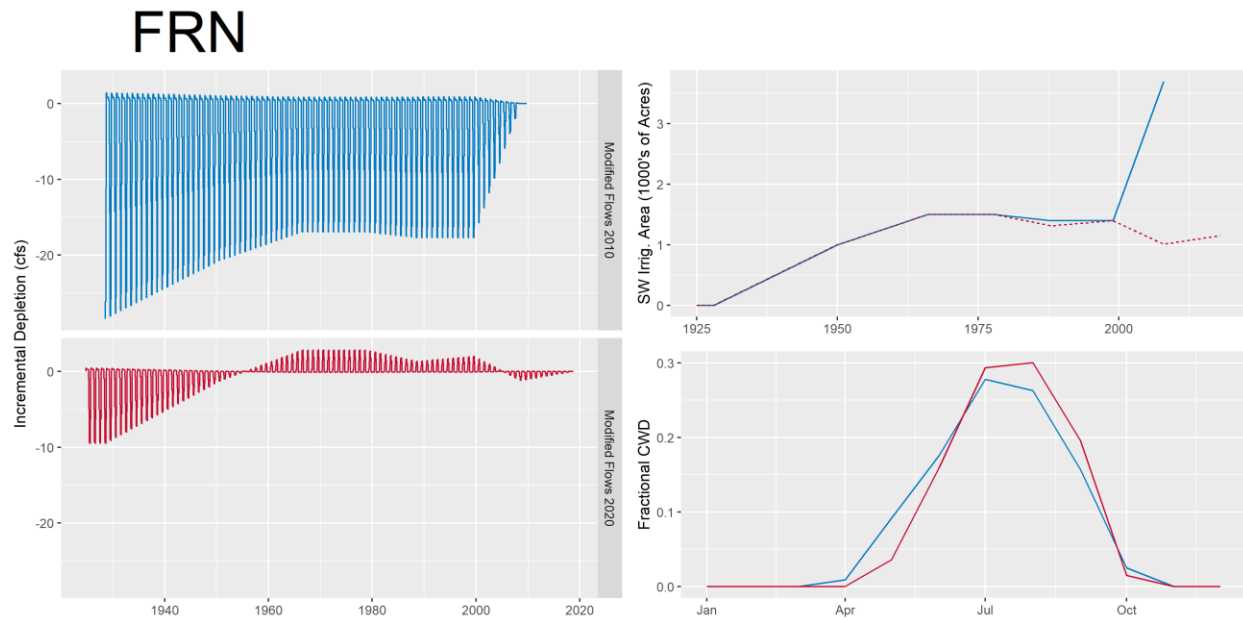 FRN
Incremental Depletion (cfs)
0
-10
-20
Modified Flows 2010
0
-10
-20
Modified Flows 2020
1940
1960
1980
2000
2020
SW Irrig. Area (1000's of Acres)
3
2
1
0
1925
1950
1975
2000
Fractional CWD
0.3
0.2
0.1
0.0
Jan
Apr
Jul
Oct